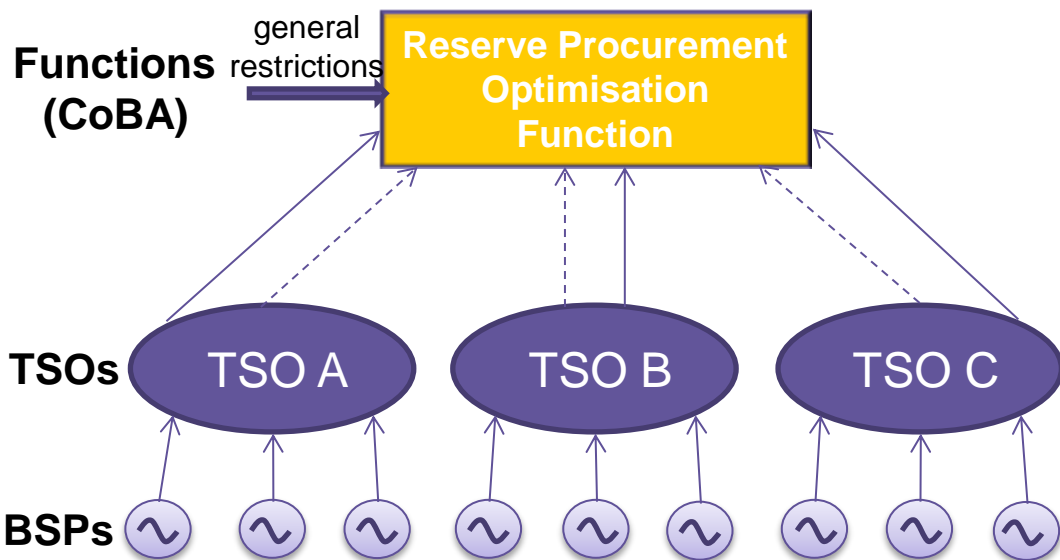 general
restrictions
Functions
(CoBA)
Reserve Procurement
Optimisation
Function
TSOs
TSO A
TSO B
TSO C
BSPs